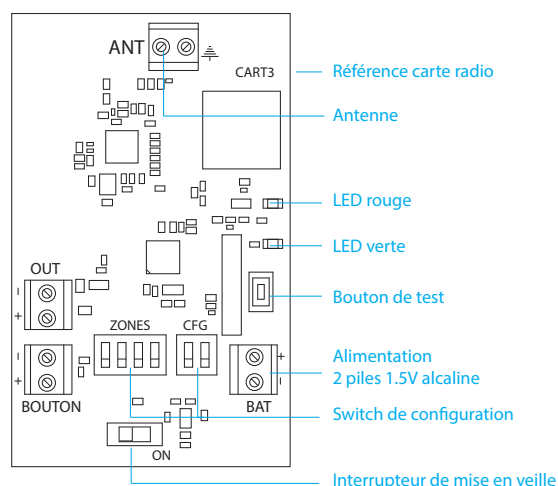 ANT
CART3
Référence carte radio
Antenne
LED rouge
LED verte
OUT
Bouton de test
- +
ZONES
CFG
- +
+ -
Alimentation
2 piles 1.5V alcaline
BOUTON
BAT
Switch de configuration
ON
Interrupteur de mise en veille